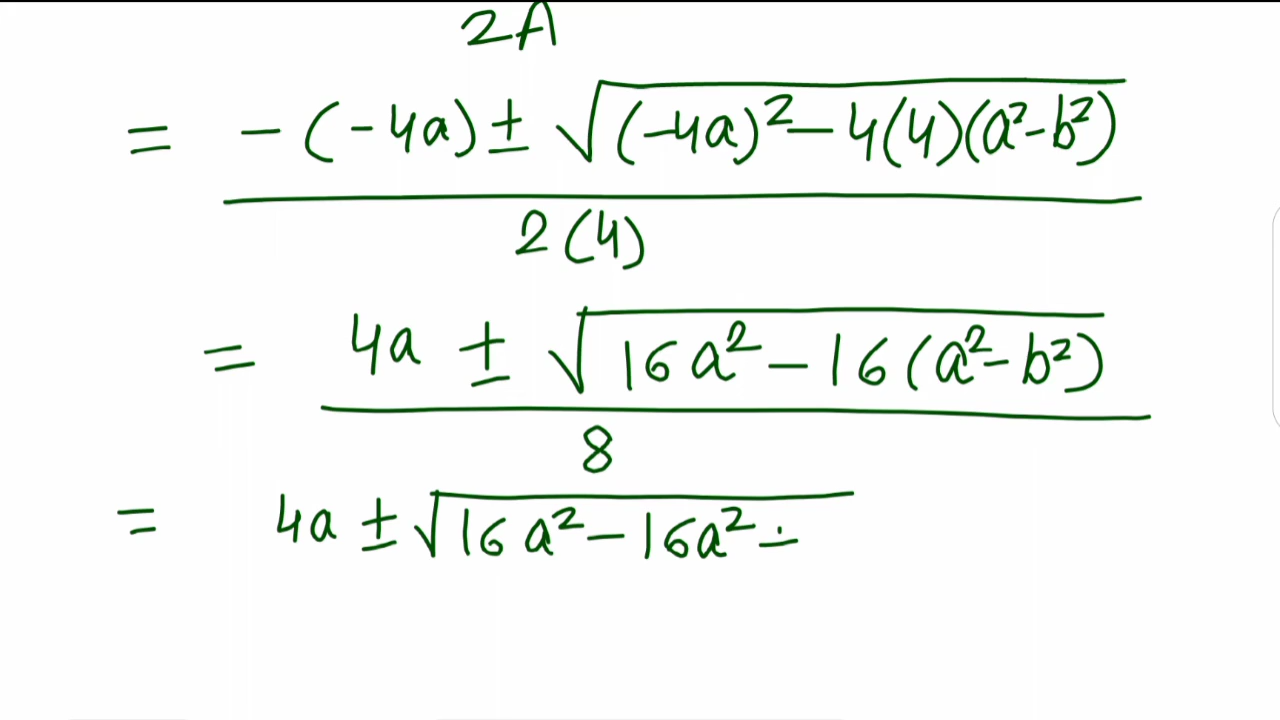 2A
= -(-4a) ± √((-4a)² - 4(4)(a²-b²))
2(4)
= 4a ± √(16a² - 16(a²-b²))
8
= 4a ± √(16a² - 16a²